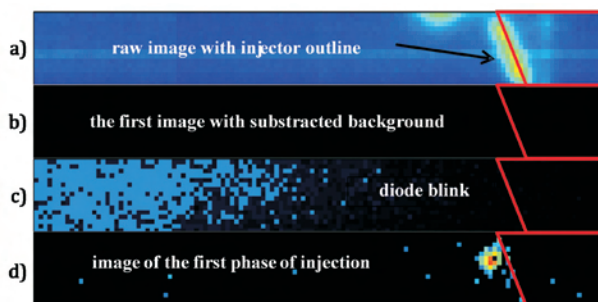 a) raw image with injector outline
b) the first image with substracted background
c) diode blink
d) image of the first phase of injection